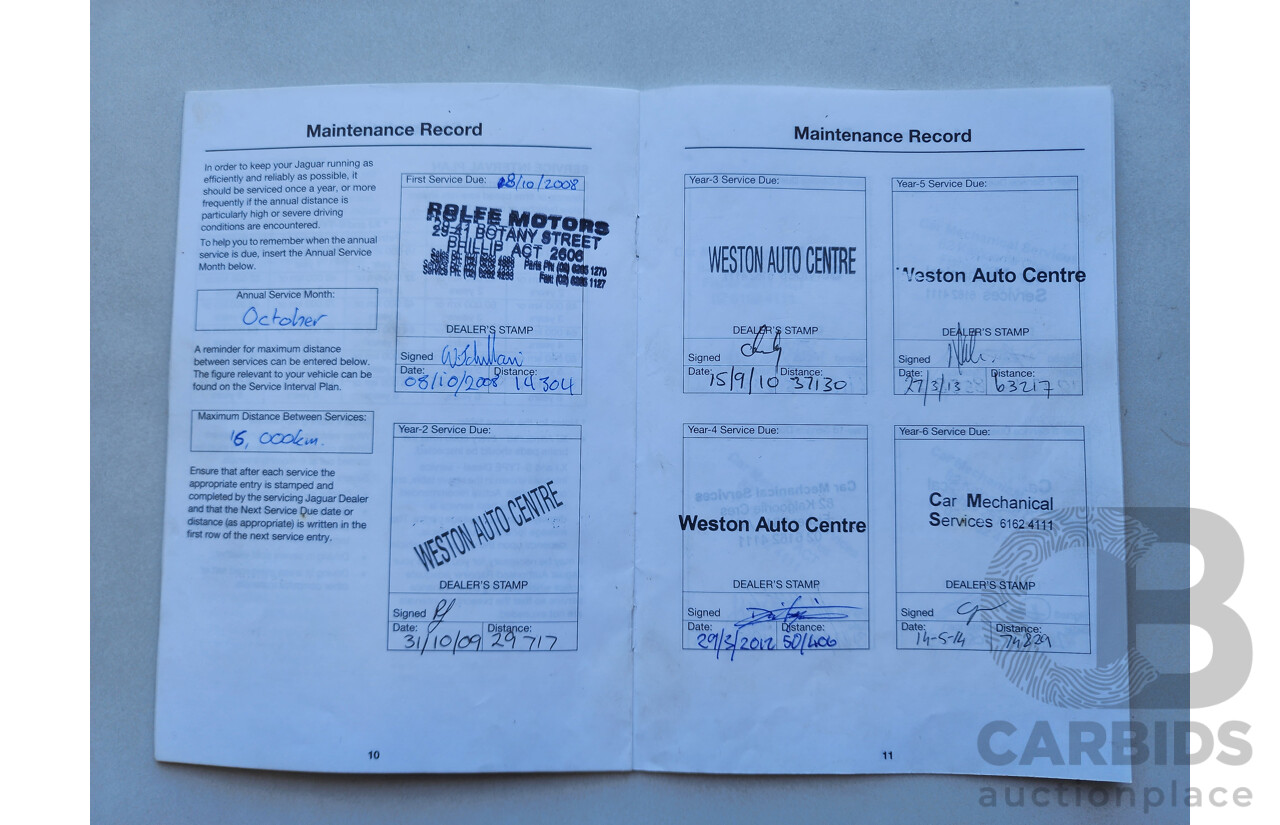 Maintenance Record
In order to keep your Jaguar running as
efficiently and reliably as possible, it
should be serviced once a year, or more
frequently if the annual distance is
particularly high or severe driving
conditions are encountered.
To help you to remember when the annual
service is due, insert the Annual Service
Month below.
Annual Service Month:
October
A reminder for maximum distance
between services can be entered below.
The figure relevant to your vehicle can be
found on the Service Interval Plan.
Maximum Distance Between Services:
15,000km.
Ensure that after each service the
appropriate entry is stamped and
completed by the servicing Jaguar Dealer
and that the Next Service Due date or
distance (as appropriate) is written in the
first row of the next service entry.
First Service Due: 08/10/2008
ROLFE MOTORS
29-41 BOTANY STREET
PHILLIP ACT 2606
DEALER'S STAMP
Signed
Date: Distance:
08/10/2008 14304
Year-2 Service Due:
WESTON AUTO CENTRE
DEALER'S STAMP
Signed
Date: Distance:
31/10/09 29717
10
Maintenance Record
Year-3 Service Due:
WESTON AUTO CENTRE
DEALER'S STAMP
Signed
Date: Distance:
15/9/10 37130
Year-4 Service Due:
Weston Auto Centre
DEALER'S STAMP
Signed
Date: Distance:
29/3/2012 50/406
Year-5 Service Due:
Weston Auto Centre
DEALER'S STAMP
Signed
Date: Distance:
27/3/13 63217
Year-6 Service Due:
Car Mechanical
Services 6162 4111
DEALER'S STAMP
Signed
Date: Distance:
14-5-14 74829
11
CB
CARBIDS
auctionplace